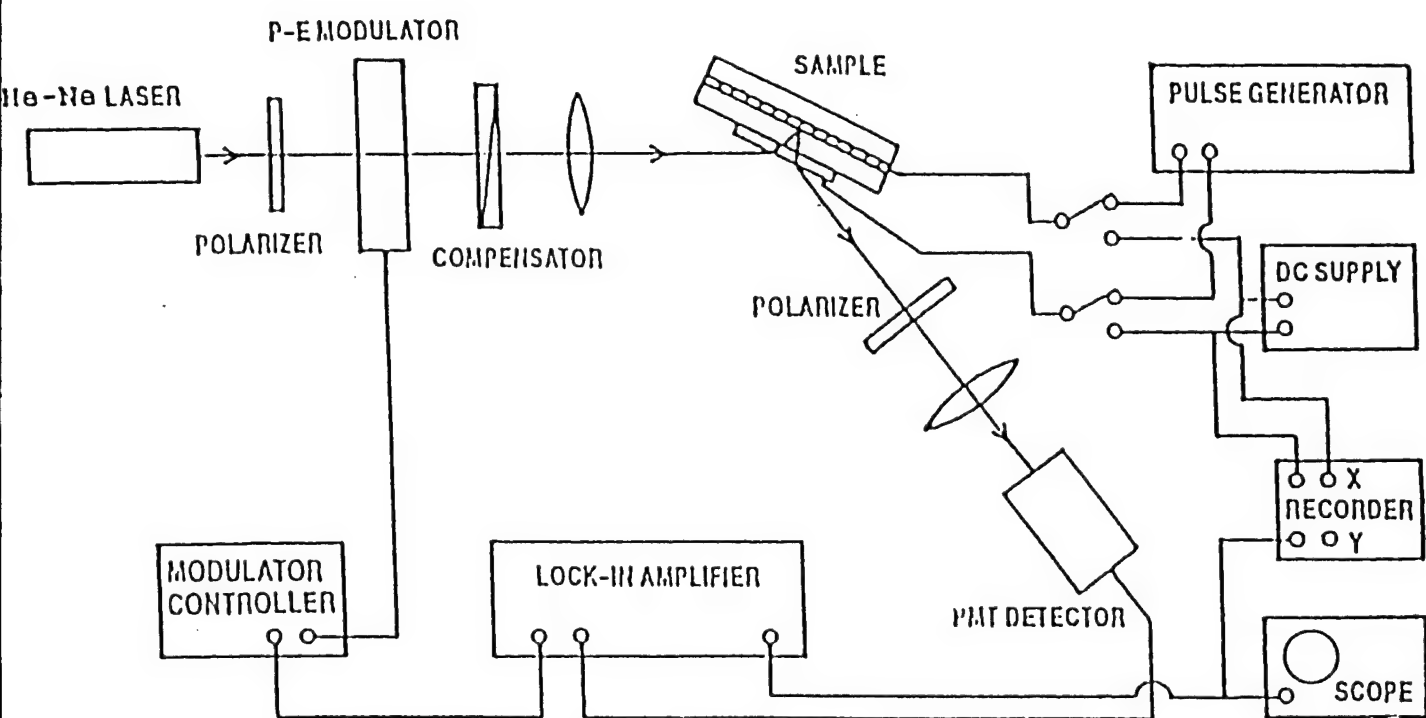 P-E MODULATOR
SAMPLE
PULSE GENERATOR
He-Ne LASER
POLARIZER
COMPENSATOR
DC SUPPLY
POLARIZER
X
RECORDER
Y
MODULATOR
CONTROLLER
LOCK-IN AMPLIFIER
PMT DETECTOR
SCOPE